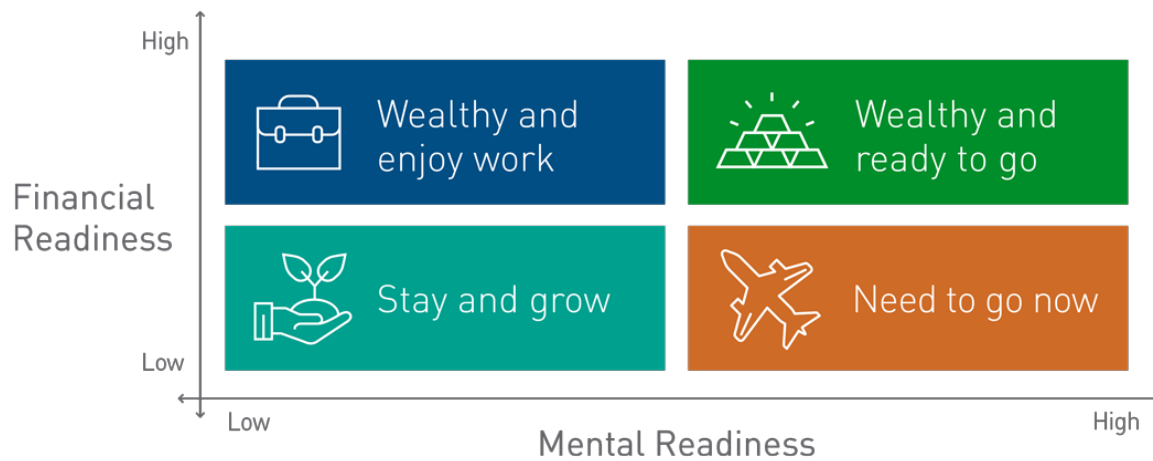 High
Wealthy and
enjoy work
Wealthy and
ready to go
Financial
Readiness
Stay and grow
Need to go now
Low
Low
High
Mental Readiness